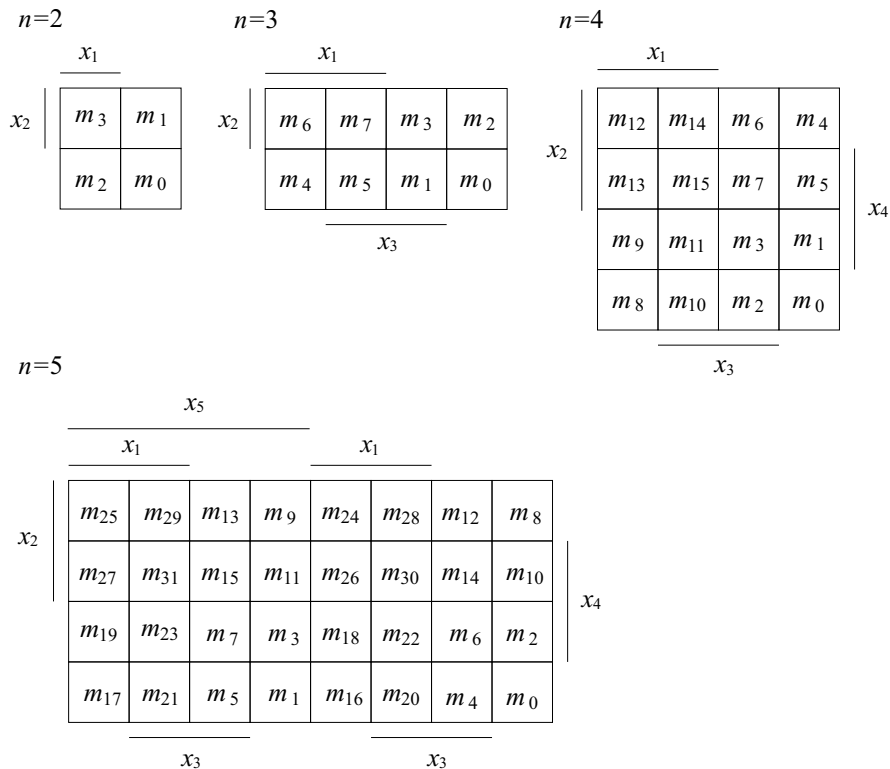 n=2 n=3 n=4
x₁ x₁ x₁
x₂ m₃ m₁ x₂ m₆ m₇ m₃ m₂ x₂ m₁₂ m₁₄ m₆ m₄
m₂ m₀ m₄ m₅ m₁ m₀ m₁₃ m₁₅ m₇ m₅ x₄
x₃ m₉ m₁₁ m₃ m₁
m₈ m₁₀ m₂ m₀
x₃
n=5
x₅
x₁ x₁
x₂ m₂₅ m₂₉ m₁₃ m₉ m₂₄ m₂₈ m₁₂ m₈
m₂₇ m₃₁ m₁₅ m₁₁ m₂₆ m₃₀ m₁₄ m₁₀ x₄
m₁₉ m₂₃ m₇ m₃ m₁₈ m₂₂ m₆ m₂
m₁₇ m₂₁ m₅ m₁ m₁₆ m₂₀ m₄ m₀
x₃ x₃